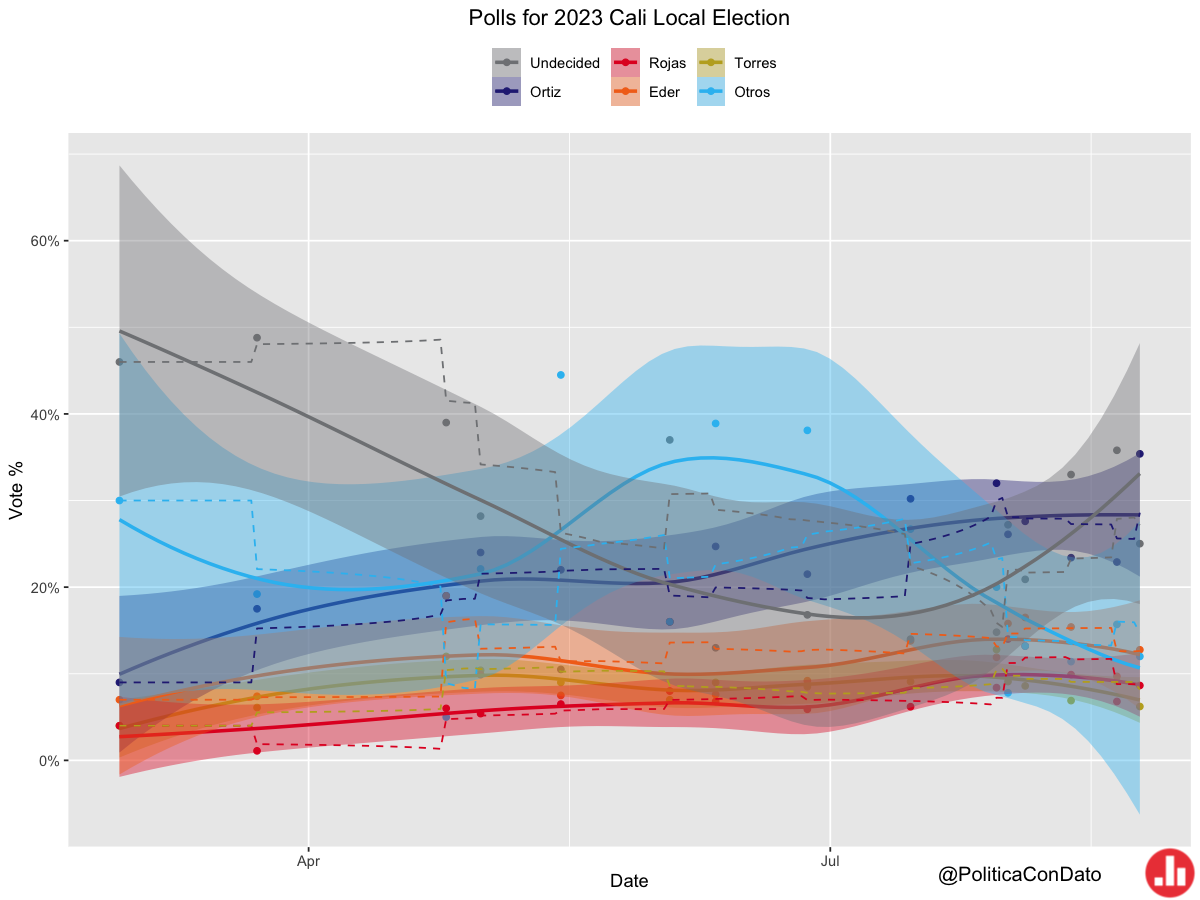 Polls for 2023 Cali Local Election
Undecided Rojas Torres
Ortiz Eder Otros
60%
40%
20%
0%
Vote %
Apr Jul
Date
@PoliticaConDato